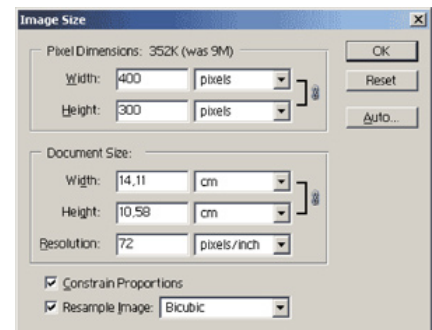 Image Size
Pixel Dimensions: 352K (was 9M)
Width: 400 pixels
Height: 300 pixels
OK
Reset
Auto...
Document Size:
Width: 14,11 cm
Height: 10,58 cm
Resolution: 72 pixels/inch
Constrain Proportions
Resample Image: Bicubic